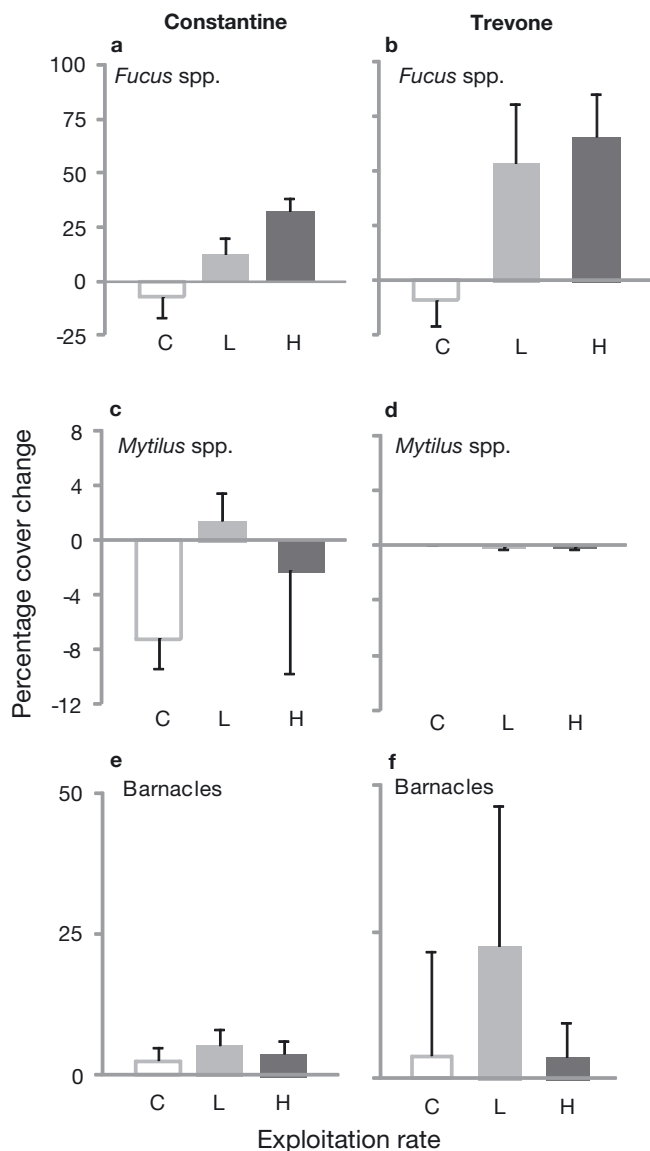 Constantine
Trevone
a
b
Fucus spp.
Fucus spp.
100
75
50
25
0
-25
C L H
C L H
c
d
Mytilus spp.
Mytilus spp.
8
4
0
-4
-8
-12
C L H
C L H
Percentage cover change
e
f
Barnacles
Barnacles
50
25
0
C L H
C L H
Exploitation rate